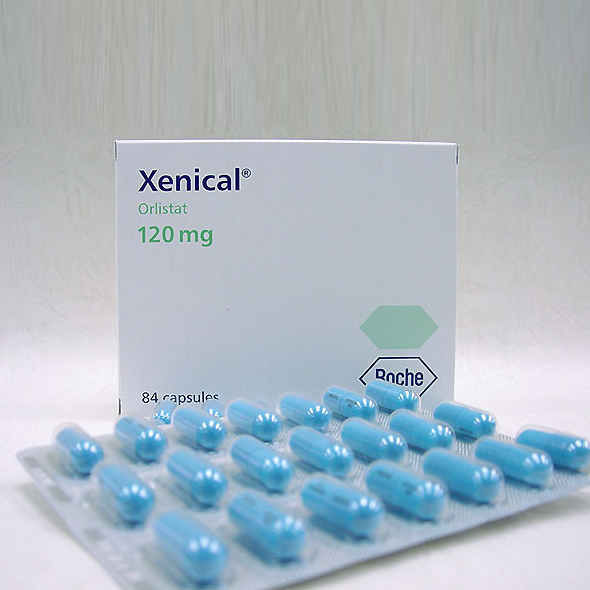 Xenical®
Orlistat
120 mg
Roche
84 capsules